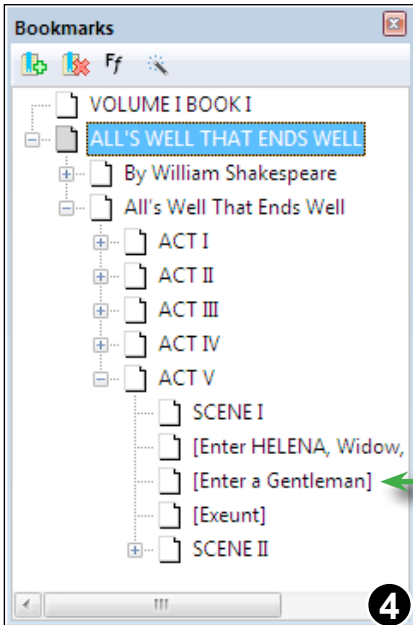 Bookmarks
Ff
VOLUME I BOOK I
ALL'S WELL THAT ENDS WELL
By William Shakespeare
All's Well That Ends Well
ACT I
ACT II
ACT III
ACT IV
ACT V
SCENE I
[Enter HELENA, Widow,
[Enter a Gentleman]
[Exeunt]
SCENE II
4